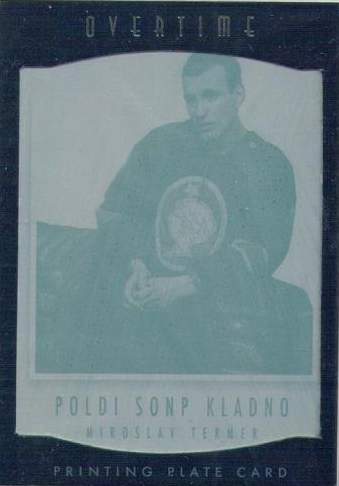 OVERTIME
POLDI SONP KLADNO
MIROSLAV TERMER
PRINTING PLATE CARD